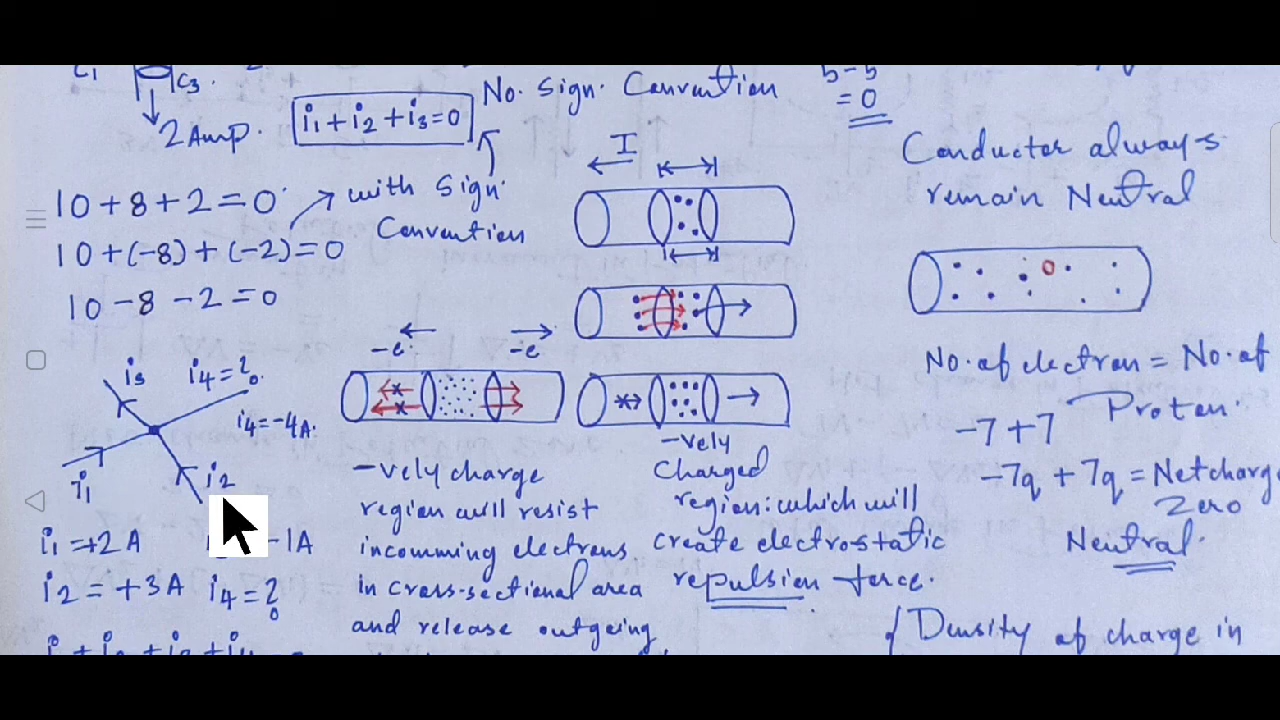 C1
C3.
2 Amp.
i1 + i2 + i3 = 0
No. Sign. Convention
5 - 5
= 0
10 + 8 + 2 = 0
with Sign
Convention
10 + (-8) + (-2) = 0
10 - 8 - 2 = 0
I
Conductor always
remain Neutral
-e
-e
i3
i4 = ?
i4 = -4A.
i1
i2
i1 = +2A
-1A
i2 = +3A
i4 = ?
-vely charge
region will resist
incomming electrons
in cross-sectional area
and release outgoing
-vely
Charged
region: which will
create electrostatic
repulsion force.
No. of electron = No. of
Proton.
-7 + 7
-7q + 7q = Net charge
Zero
Neutral.
{ Density of charge in